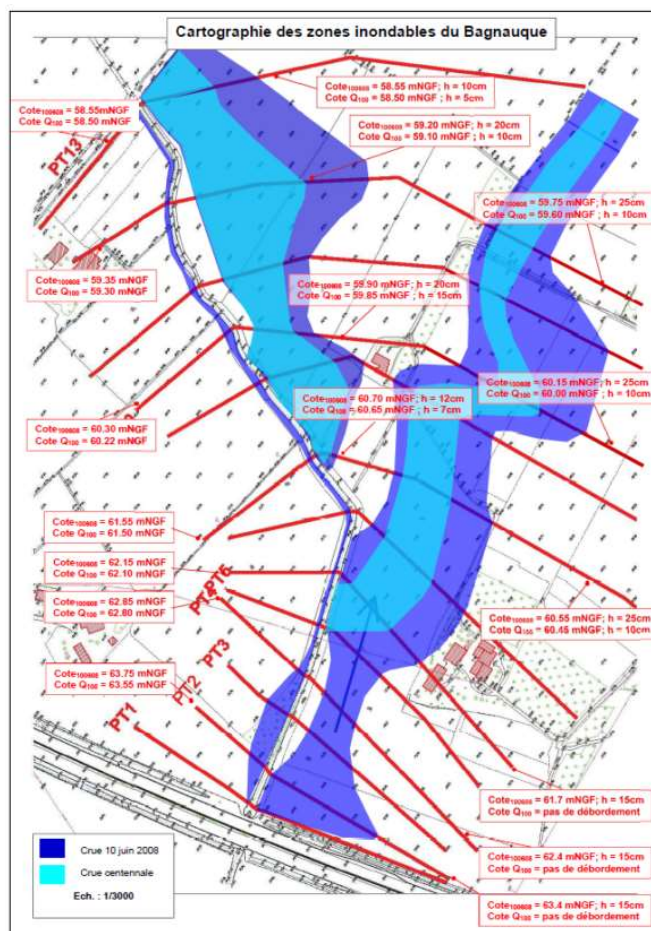 Cartographie des zones inondables du Bagnauque
Cote100608 = 58.55 mNGF; h = 10cm
Cote Q100 = 58.50 mNGF ; h = 5cm
Cote100608 = 58.55mNGF
Cote Q100 = 58.50 mNGF
Cote100608 = 59.20 mNGF; h = 20cm
Cote Q100 = 59.10 mNGF ; h = 10cm
PT13
Cote100608 = 59.75 mNGF; h = 25cm
Cote Q100 = 59.60 mNGF ; h = 10cm
Cote100608 = 59.35 mNGF
Cote Q100 = 59.30 mNGF
Cote100608 = 59.90 mNGF; h = 20cm
Cote Q100 = 59.85 mNGF ; h = 15cm
Cote100608 = 60.15 mNGF; h = 25cm
Cote Q100 = 60.00 mNGF ; h = 10cm
Cote100608 = 60.70 mNGF; h = 12cm
Cote Q100 = 60.65 mNGF ; h = 7cm
Cote100608 = 60.30 mNGF
Cote Q100 = 60.22 mNGF
Cote100608 = 61.55 mNGF
Cote Q100 = 61.50 mNGF
Cote100608 = 62.15 mNGF
Cote Q100 = 62.10 mNGF
Cote100608 = 62.85 mNGF
Cote Q100 = 62.80 mNGF
PT4
PT6
Cote100608 = 60.55 mNGF; h = 25cm
Cote Q100 = 60.45 mNGF ; h = 10cm
PT3
Cote100608 = 63.75 mNGF
Cote Q100 = 63.55 mNGF
PT2
PT1
Cote100608 = 61.7 mNGF; h = 15cm
Cote Q100 = pas de débordement
Cote100608 = 62.4 mNGF; h = 15cm
Cote Q100 = pas de débordement
Cote100608 = 63.4 mNGF; h = 15cm
Cote Q100 = pas de débordement
Crue 10 juin 2008
Crue centennale
Ech. : 1/3000